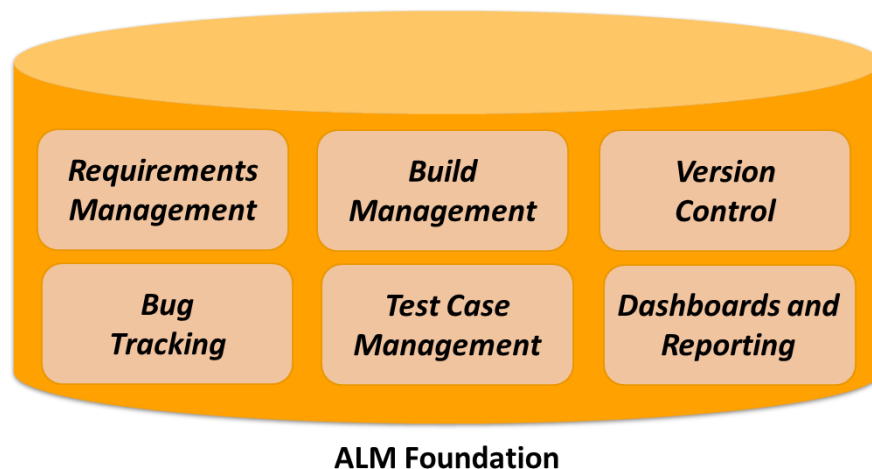 Requirements
Management
Build
Management
Version
Control
Bug
Tracking
Test Case
Management
Dashboards and
Reporting
ALM Foundation